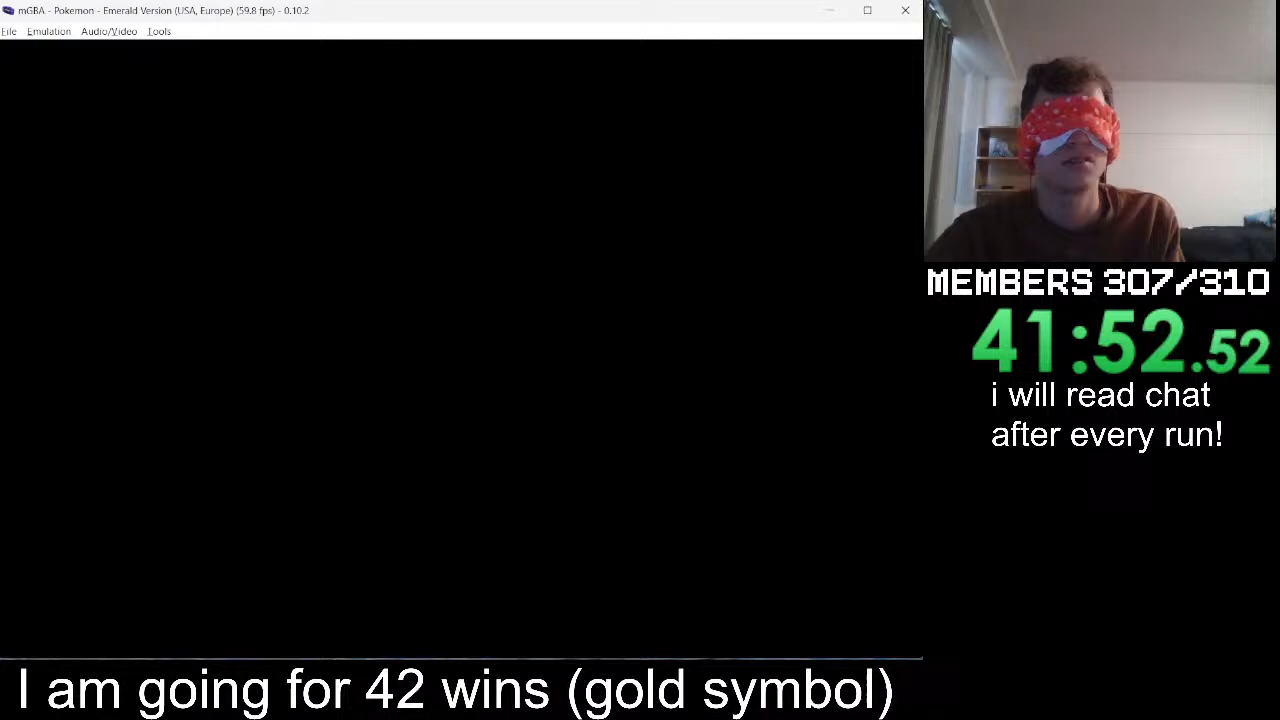 mGBA - Pokemon - Emerald Version (USA, Europe) (59.8 fps) - 0.10.2
File Emulation Audio/Video Tools
MEMBERS 307/310
41:52.52
i will read chat
after every run!
I am going for 42 wins (gold symbol)